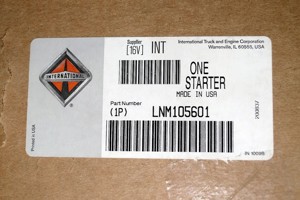 Supplier
[16V] INT
International Truck and Engine Corporation
Warrenville, IL 60555, USA
INTERNATIONAL
®
ONE
STARTER
MADE IN USA
Part Number
(1P) LNM105601
Printed in USA